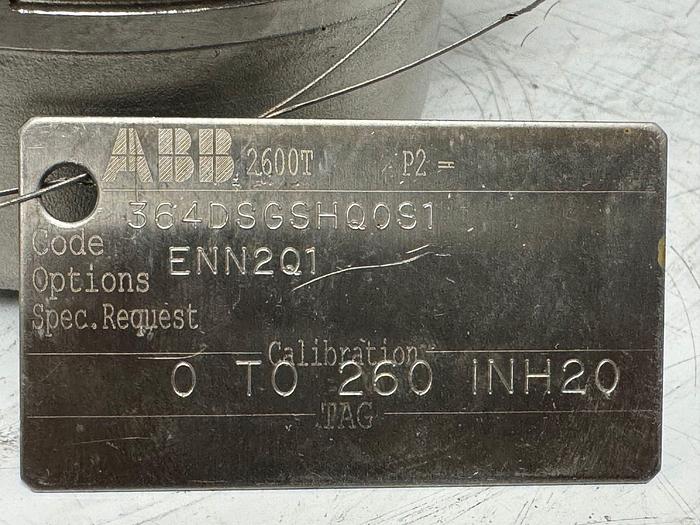 ABB 2600T P2 =
364DSGSHQ0S1
Code
ENN2Q1
Options
Spec.Request
Calibration
0 TO 260 INH2O
TAG